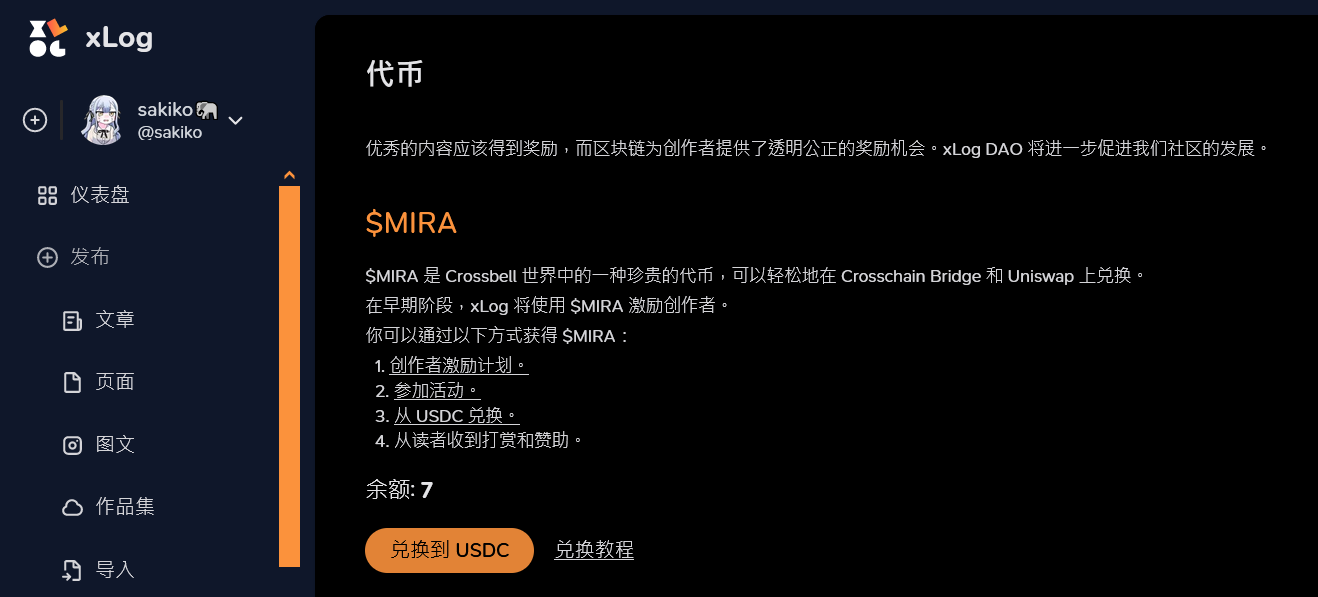 xLog
sakiko🐘
@sakiko
仪表盘
发布
文章
页面
图文
作品集
导入
代币
优秀的内容应该得到奖励，而区块链为创作者提供了透明公正的奖励机会。xLog DAO 将进一步促进我们社区的发展。
$MIRA
$MIRA 是 Crossbell 世界中的一种珍贵的代币，可以轻松地在 Crosschain Bridge 和 Uniswap 上兑换。
在早期阶段，xLog 将使用 $MIRA 激励创作者。
你可以通过以下方式获得 $MIRA：
1. 创作者激励计划。
2. 参加活动。
3. 从 USDC 兑换。
4. 从读者收到打赏和赞助。
余额: 7
兑换到 USDC
兑换教程